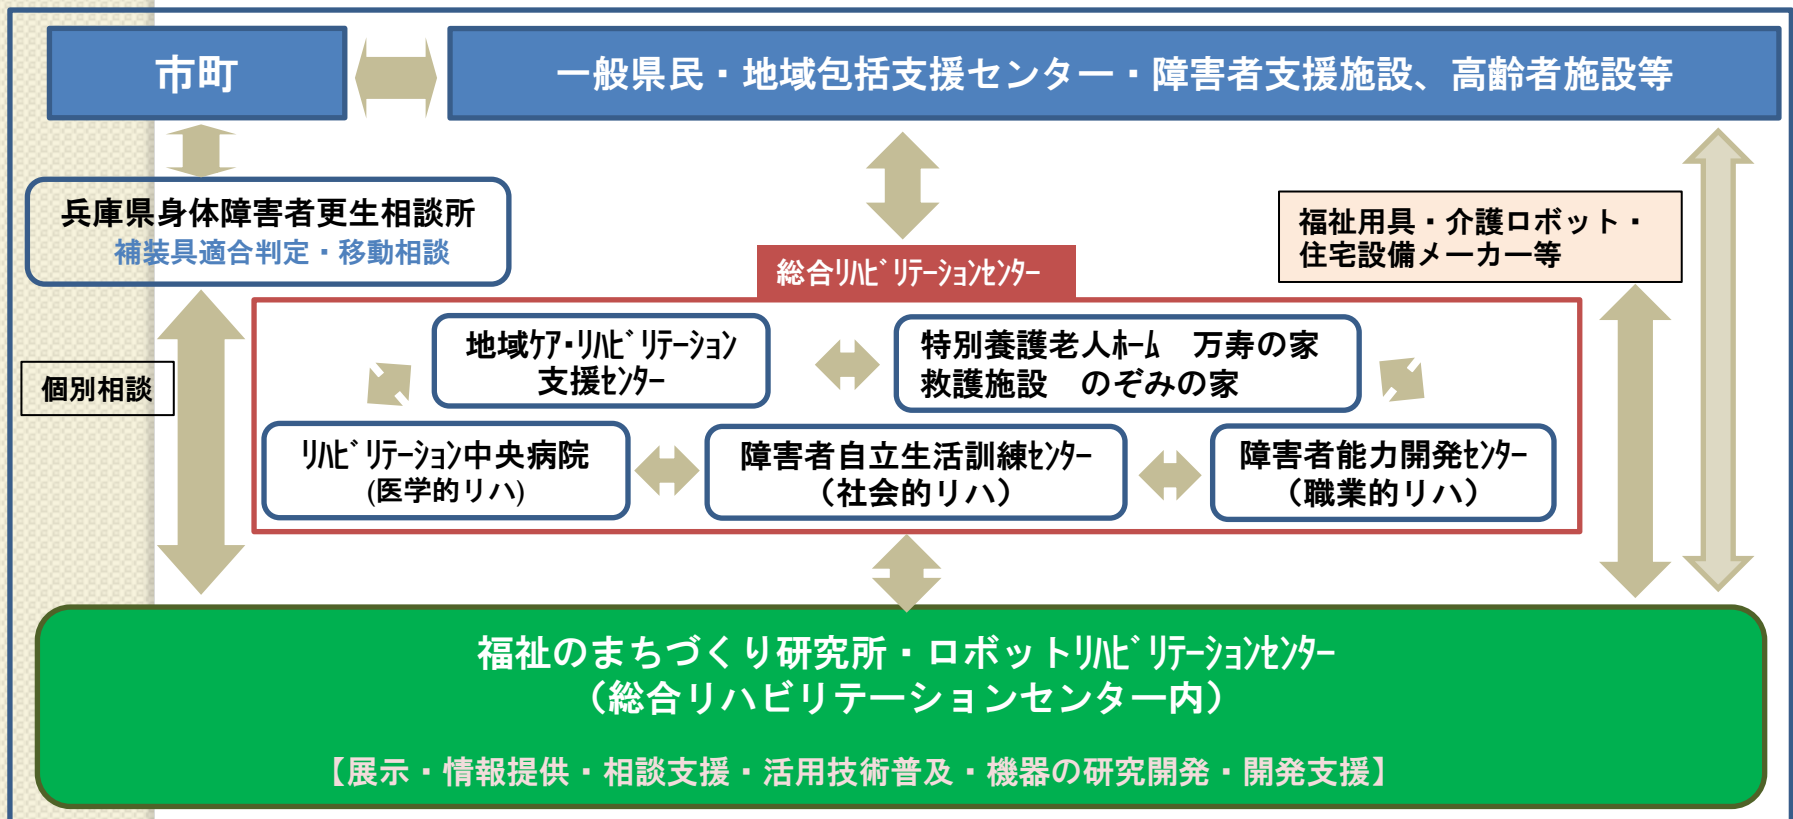 市町
一般県民・地域包括支援センター・障害者支援施設、高齢者施設等
兵庫県身体障害者更生相談所
補装具適合判定・移動相談
福祉用具・介護ロボット・
住宅設備メーカー等
総合ﾘﾊﾋﾞﾘﾃｰｼｮﾝｾﾝﾀｰ
地域ｹｱ・ﾘﾊﾋﾞﾘﾃｰｼｮﾝ
支援ｾﾝﾀｰ
特別養護老人ﾎｰﾑ　万寿の家
救護施設　のぞみの家
個別相談
ﾘﾊﾋﾞﾘﾃｰｼｮﾝ中央病院
(医学的リハ)
障害者自立生活訓練ｾﾝﾀｰ
（社会的リハ）
障害者能力開発ｾﾝﾀｰ
（職業的リハ）
福祉のまちづくり研究所・ロボットﾘﾊﾋﾞﾘﾃｰｼｮﾝｾﾝﾀｰ
（総合リハビリテーションセンター内）
【展示・情報提供・相談支援・活用技術普及・機器の研究開発・開発支援】